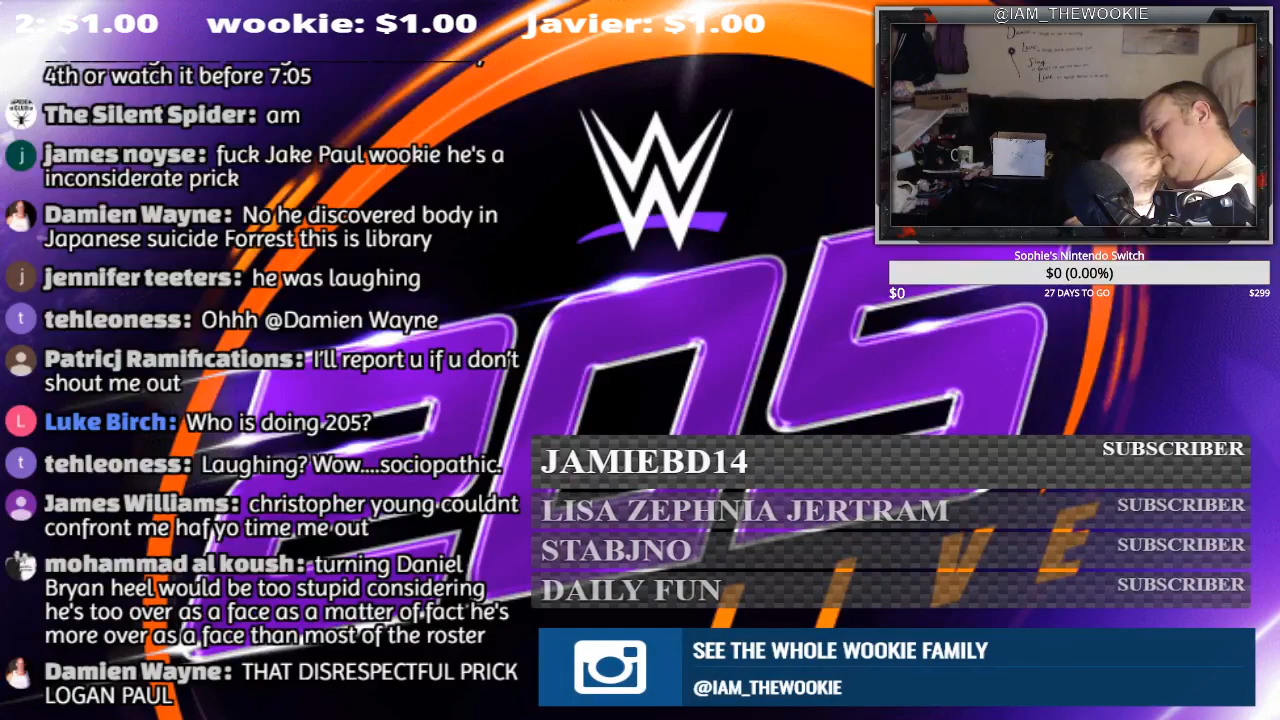 2: $1.00 wookie: $1.00 Javier: $1.00
4th or watch it before 7:05
The Silent Spider: am
james noyse: fuck Jake Paul wookie he's a
inconsiderate prick
Damien Wayne: No he discovered body in
Japanese suicide Forrest this is library
jennifer teeters: he was laughing
tehleoness: Ohhh @Damien Wayne
Patricj Ramifications: I'll report u if u don't
shout me out
Luke Birch: Who is doing 205?
tehleoness: Laughing? Wow....sociopathic.
James Williams: christopher young couldnt
confront me haf yo time me out
mohammad al koush: turning Daniel
Bryan heel would be too stupid considering
he's too over as a face as a matter of fact he's
more over as a face than most of the roster
Damien Wayne: THAT DISRESPECTFUL PRICK
LOGAN PAUL
W
205
LIVE
@IAM_THEWOOKIE
Sophie's Nintendo Switch
$0 (0.00%)
$0 27 DAYS TO GO $299
JAMIEBD14 SUBSCRIBER
LISA ZEPHNIA JERTRAM SUBSCRIBER
STABJNO SUBSCRIBER
DAILY FUN SUBSCRIBER
SEE THE WHOLE WOOKIE FAMILY
@IAM_THEWOOKIE